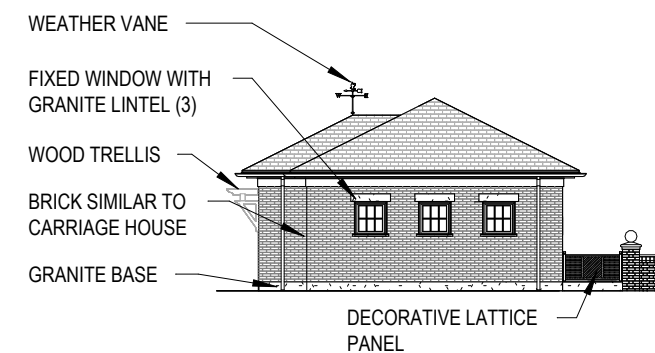 WEATHER VANE
FIXED WINDOW WITH
GRANITE LINTEL (3)
WOOD TRELLIS
BRICK SIMILAR TO
CARRIAGE HOUSE
GRANITE BASE
DECORATIVE LATTICE
PANEL